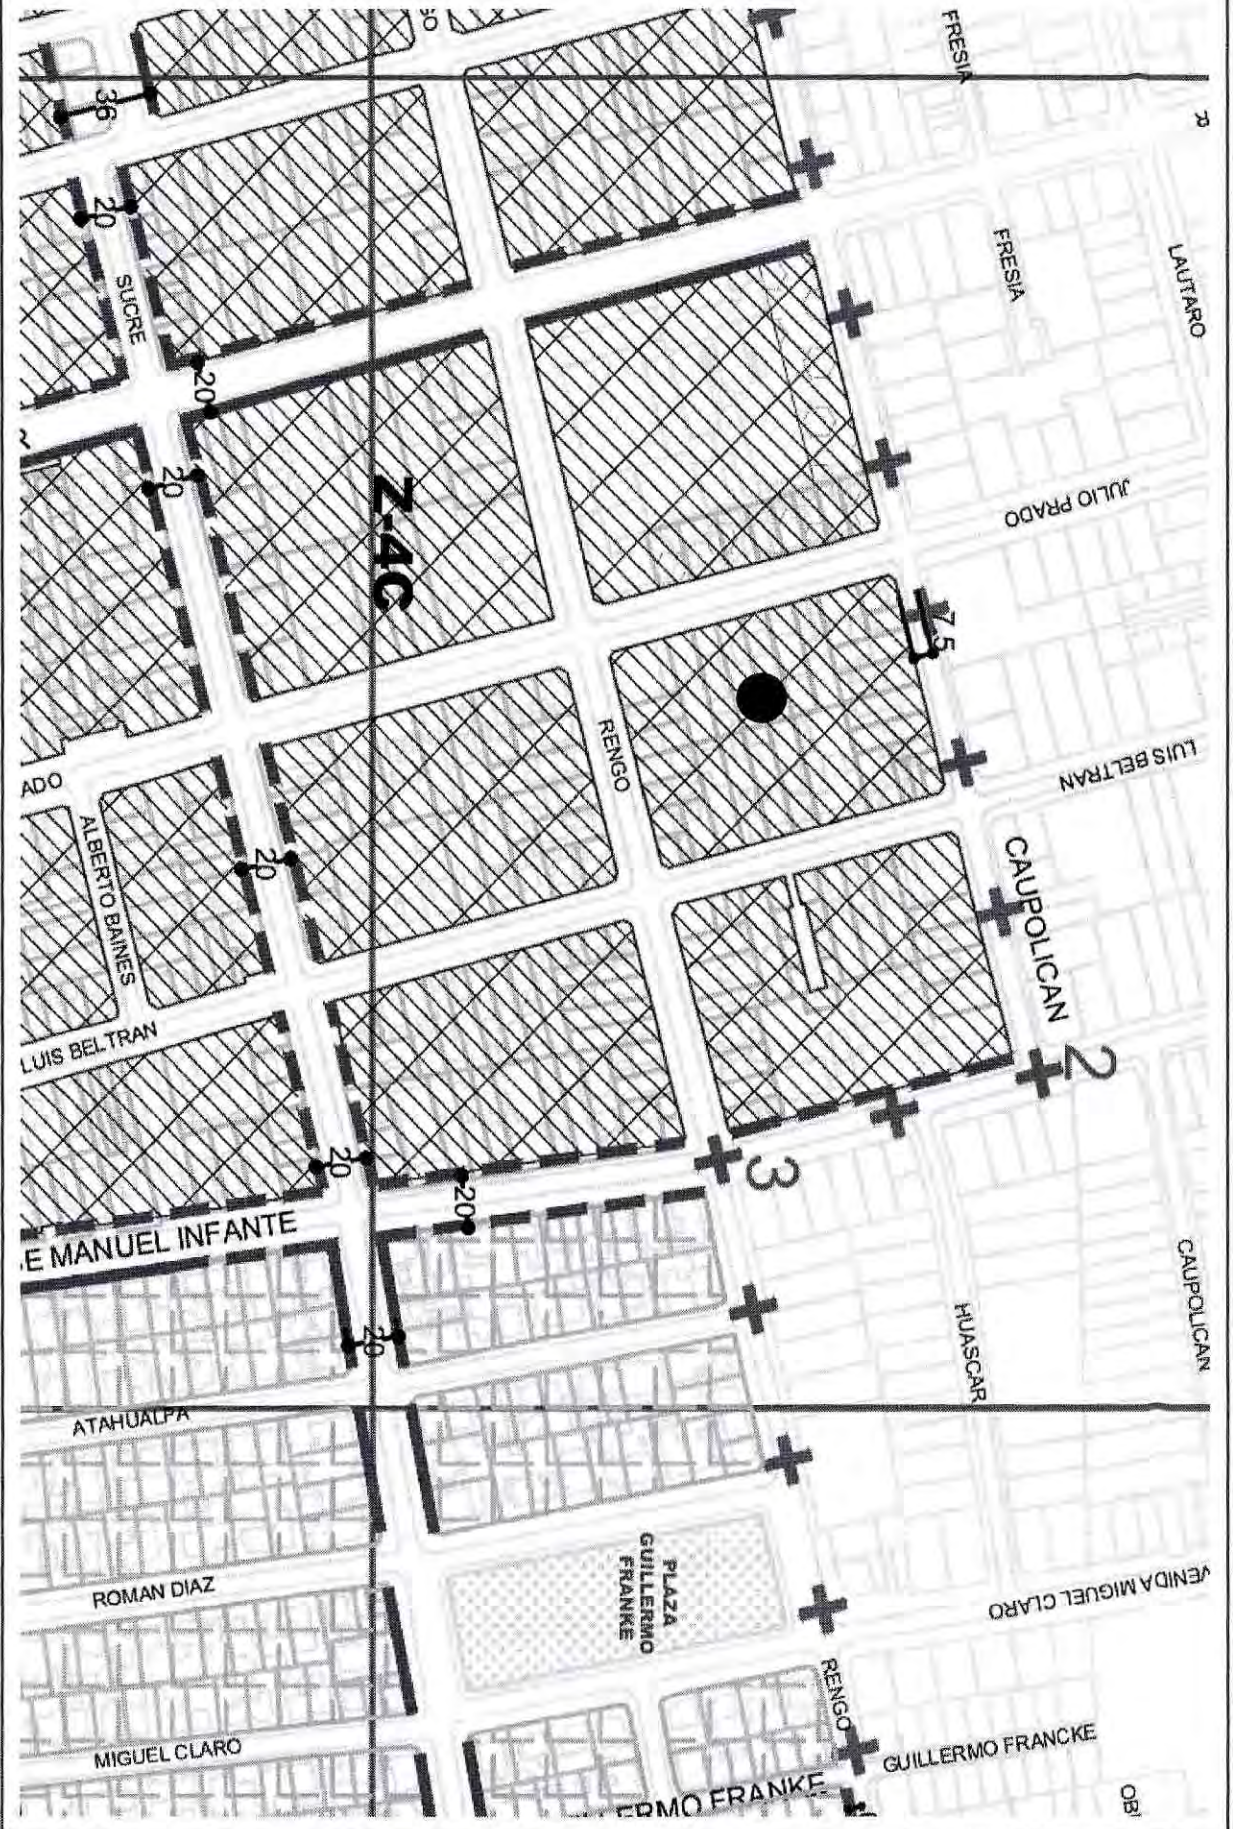 SO
FRESIA
36
20
SUCRE
FRESIA
LAUTARO
20
20
Z-4C
JULIO PRADO
7.5
RENGO
LUIS BELTRAN
ADO
ALBERTO BAINES
20
CAUPOLICAN
2
LUIS BELTRAN
20
3
20
E MANUEL INFANTE
20
HUASCAR
CAUPOLICAN
ATAHUALPA
PLAZA
GUILLERMO
FRANKE
ROMAN DIAZ
VENIDA MIGUEL CLARO
RENGO
MIGUEL CLARO
GUILLERMO FRANCKE
ERMO FRANKE
OBI